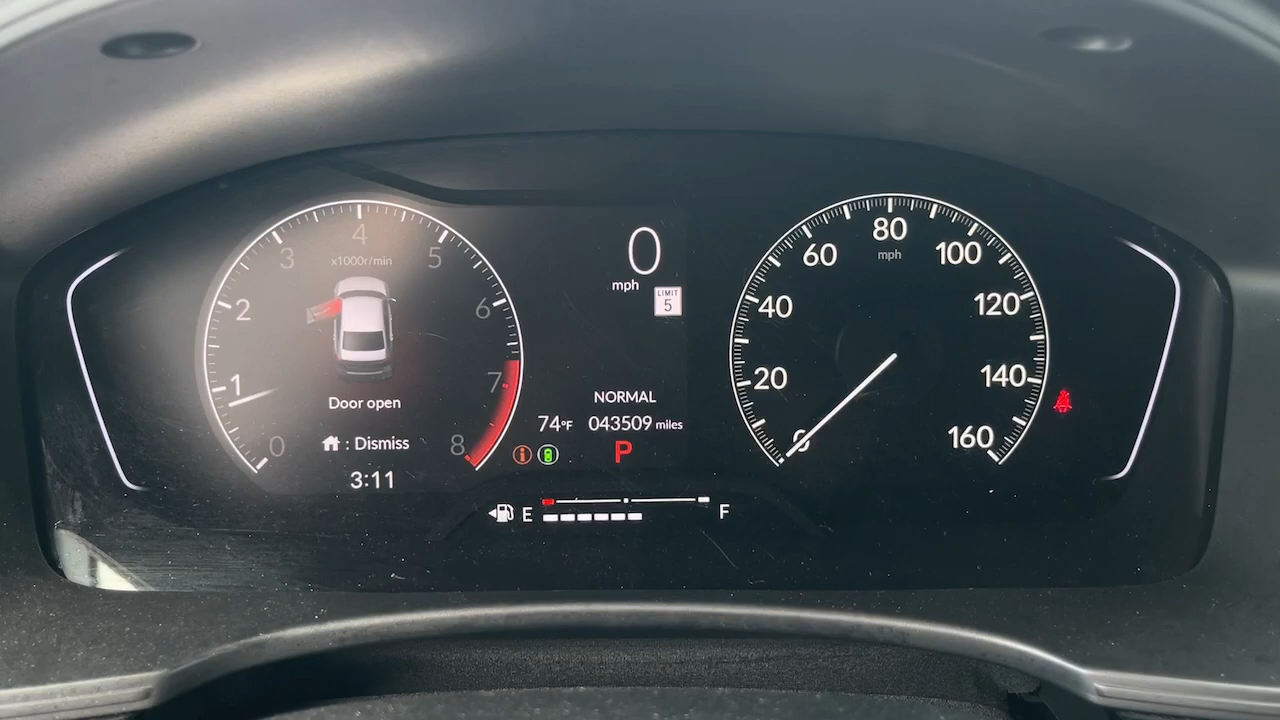 0 1 2 3 4 5 6 7 8
x1000r/min
Door open
: Dismiss
3:11
0
mph
LIMIT
5
NORMAL
74°F 043509 miles
P
E F
0 20 40 60 80 100 120 140 160
mph